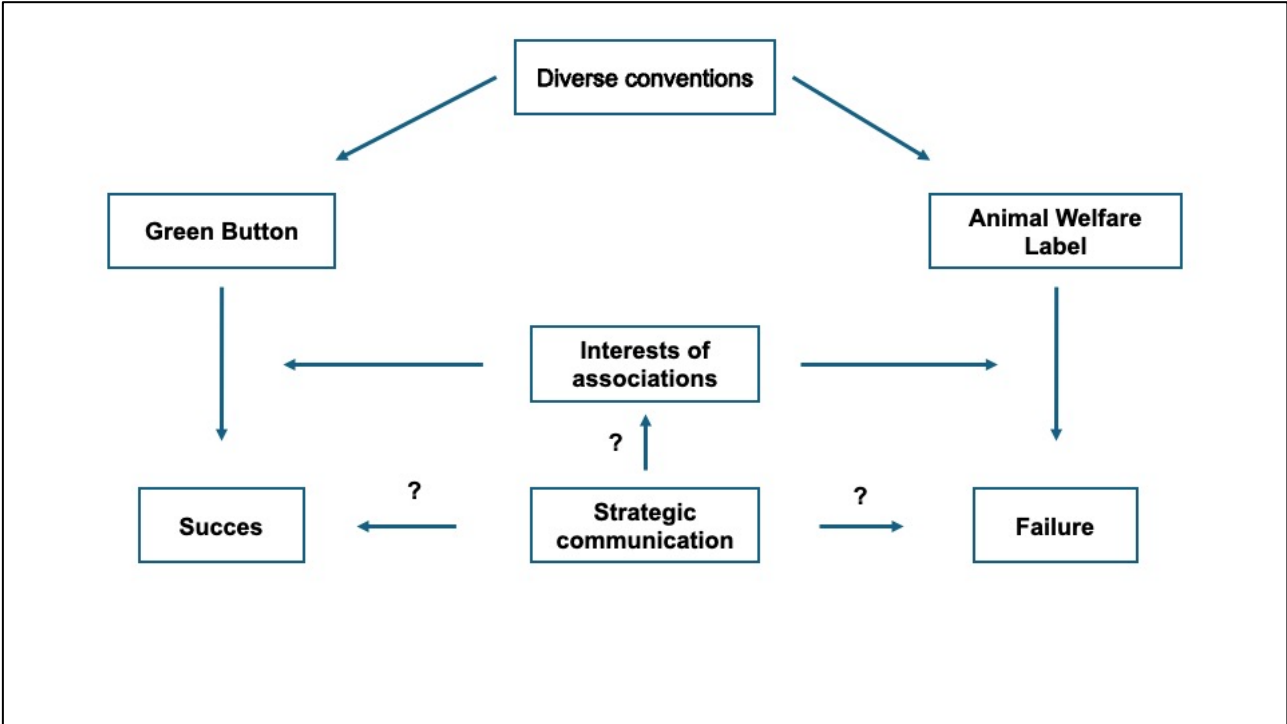 Diverse conventions
Green Button
Animal Welfare
Label
Interests of
associations
?
?
?
Succes
Strategic
communication
Failure